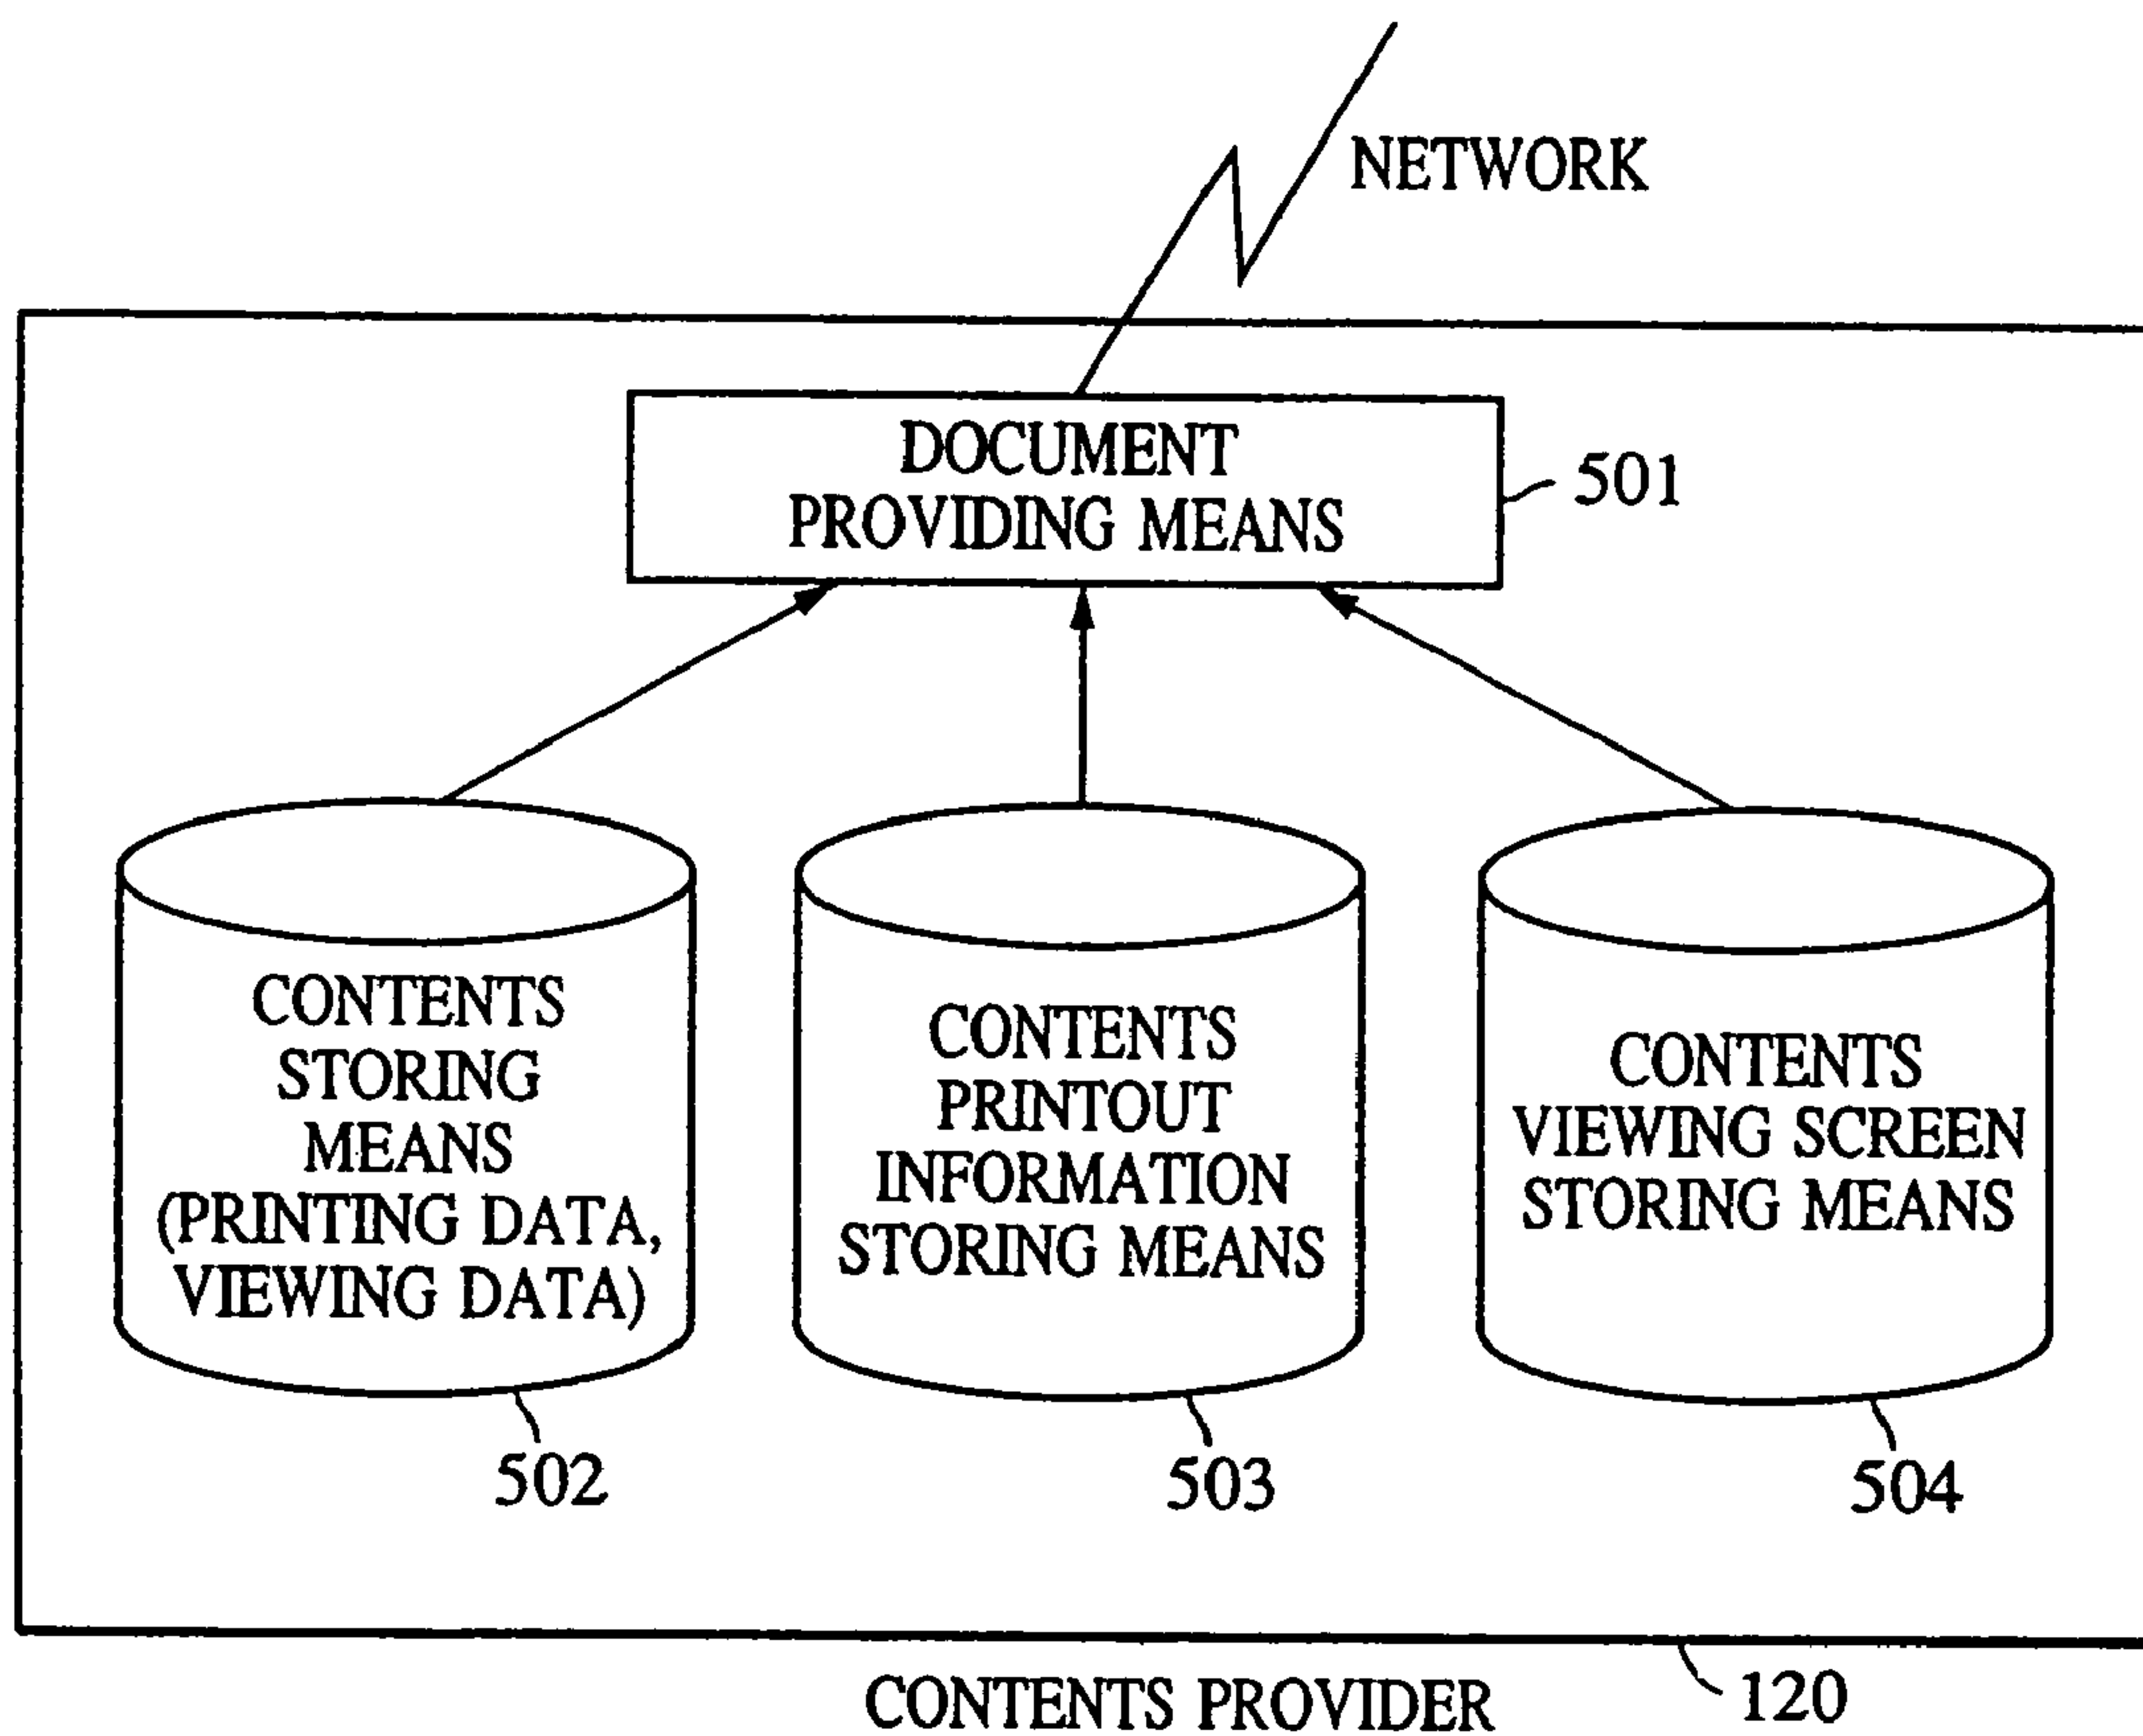 NETWORK
DOCUMENT
PROVIDING MEANS
501
CONTENTS
STORING
MEANS
(PRINTING DATA,
VIEWING DATA)
CONTENTS
PRINTOUT
INFORMATION
STORING MEANS
CONTENTS
VIEWING SCREEN
STORING MEANS
502
503
504
CONTENTS PROVIDER
120